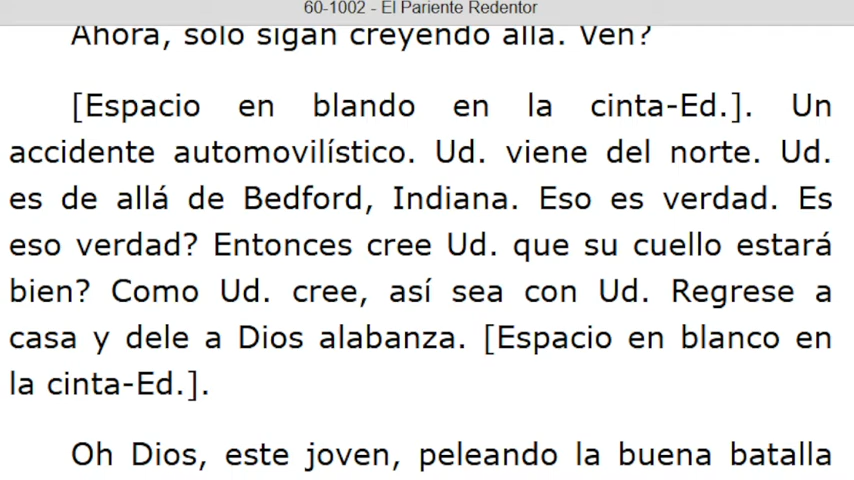 60-1002 - El Pariente Redentor
Ahora, sólo sigan creyendo allá. Ven?
[Espacio en blando en la cinta-Ed.]. Un
accidente automovilístico. Ud. viene del norte. Ud.
es de allá de Bedford, Indiana. Eso es verdad. Es
eso verdad? Entonces cree Ud. que su cuello estará
bien? Como Ud. cree, así sea con Ud. Regrese a
casa y dele a Dios alabanza. [Espacio en blanco en
la cinta-Ed.].
Oh Dios, este joven, peleando la buena batalla